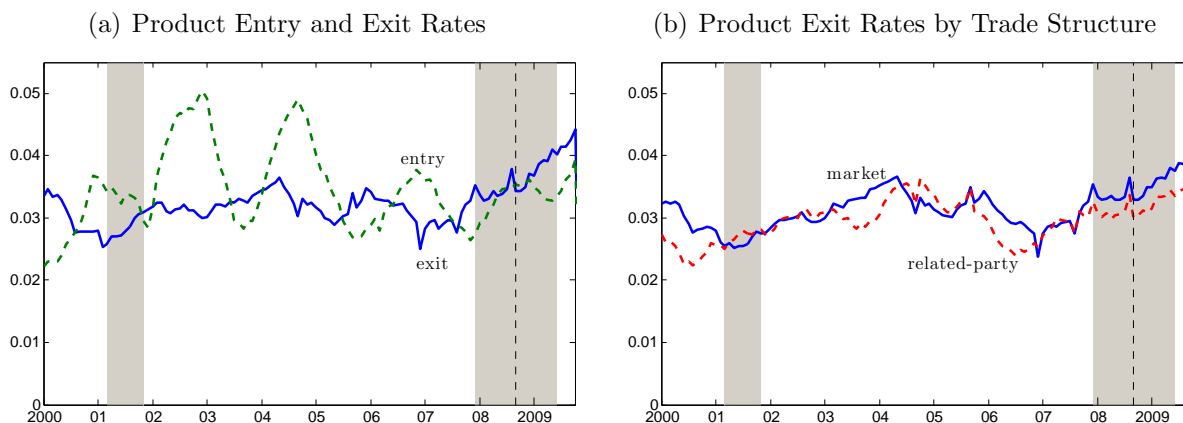 (a) Product Entry and Exit Rates
0.05
0.04
0.03
0.02
0.01
0
2000 01 02 03 04 05 06 07 08 2009
entry
exit
(b) Product Exit Rates by Trade Structure
0.05
0.04
0.03
0.02
0.01
0
2000 01 02 03 04 05 06 07 08 2009
market
related-party